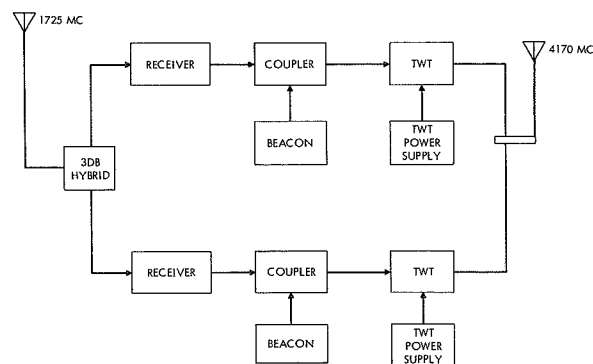 1725 MC
4170 MC
RECEIVER
COUPLER
TWT
BEACON
TWT
POWER
SUPPLY
3DB
HYBRID
RECEIVER
COUPLER
TWT
BEACON
TWT
POWER
SUPPLY